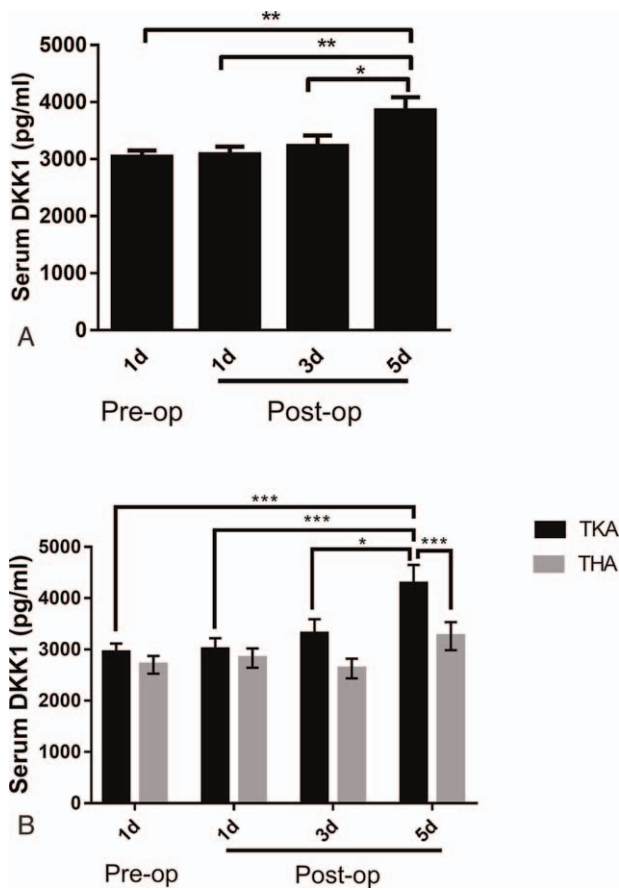 **
**
*
5000
4000
3000
2000
1000
0
Serum DKK1 (pg/ml)
A
1d 1d 3d 5d
Pre-op Post-op
***
***
* ***
TKA
THA
5000
4000
3000
2000
1000
0
Serum DKK1 (pg/ml)
B
1d 1d 3d 5d
Pre-op Post-op